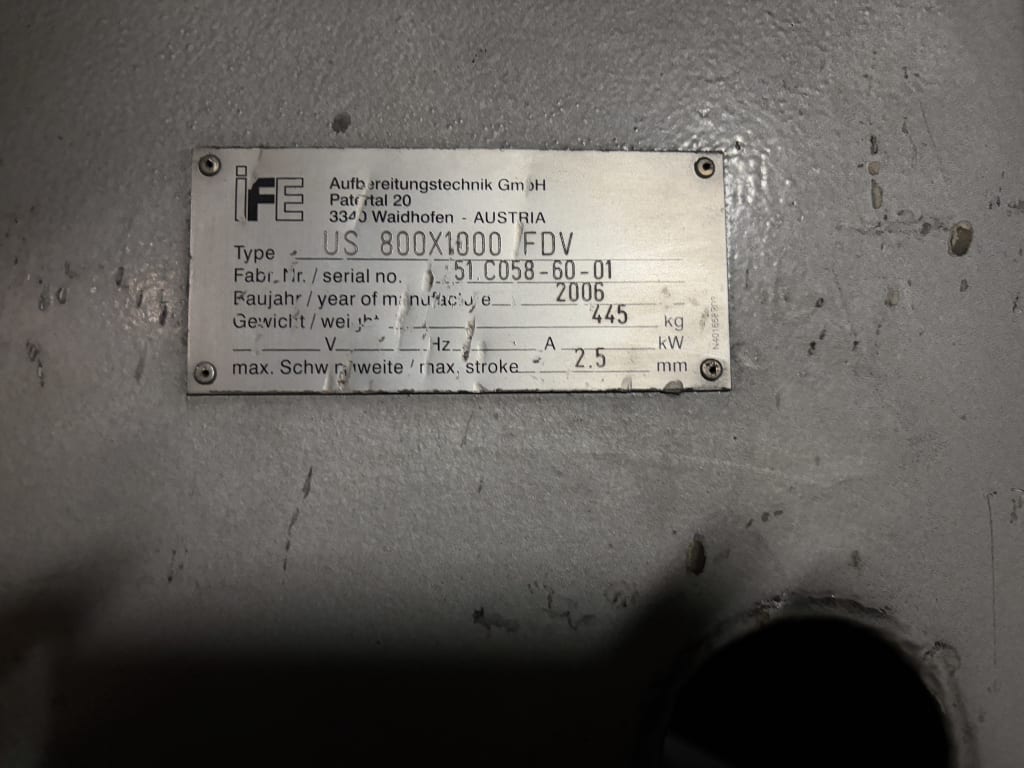 iFE
Aufbereitungstechnik GmbH
Patertal 20
3340 Waidhofen - AUSTRIA
Type US 800X1000 FDV
Fabr. Nr. / serial no. 51.C058-60-01
Baujahr / year of manufacture 2006
Gewicht / weight 445 kg
V Hz A kW
max. Schwingweite / max. stroke 2.5 mm